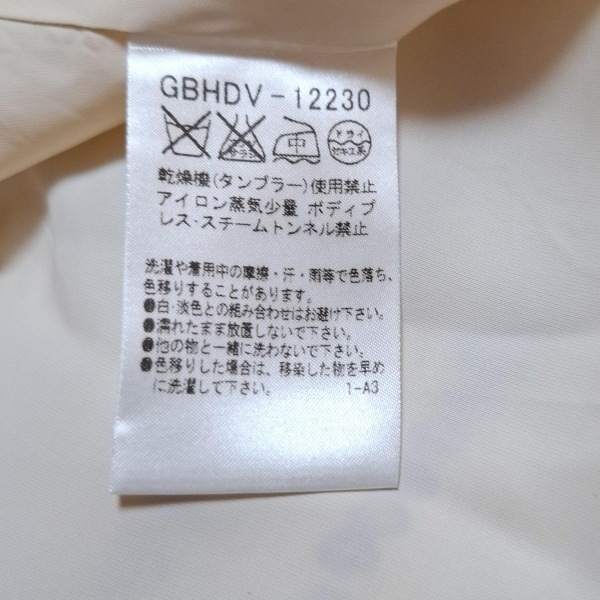 GBHDV-12230
エンソサラシ
中
ドライ
セキユ系
乾燥機(タンブラー)使用禁止
アイロン蒸気少量 ボディプ
レス・スチームトンネル禁止
洗濯や着用中の摩擦・汗・雨等で色落ち、
色移りすることがあります。
●白・淡色との組み合わせはお避け下さい。
●濡れたまま放置しないで下さい。
●他の物と一緒に洗わないで下さい。
●色移りした場合は、移染した物を早め
に洗濯して下さい。 1-A3